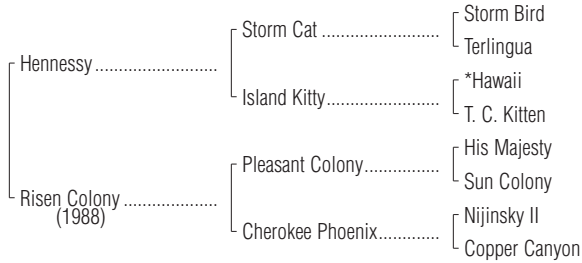 Storm Bird
Storm Cat ........................
Terlingua
Hennessy .........................
*Hawaii
Island Kitty.......................
T. C. Kitten
His Majesty
Pleasant Colony...............
Sun Colony
Risen Colony ...................
(1988)
Nijinsky II
Cherokee Phoenix............
Copper Canyon